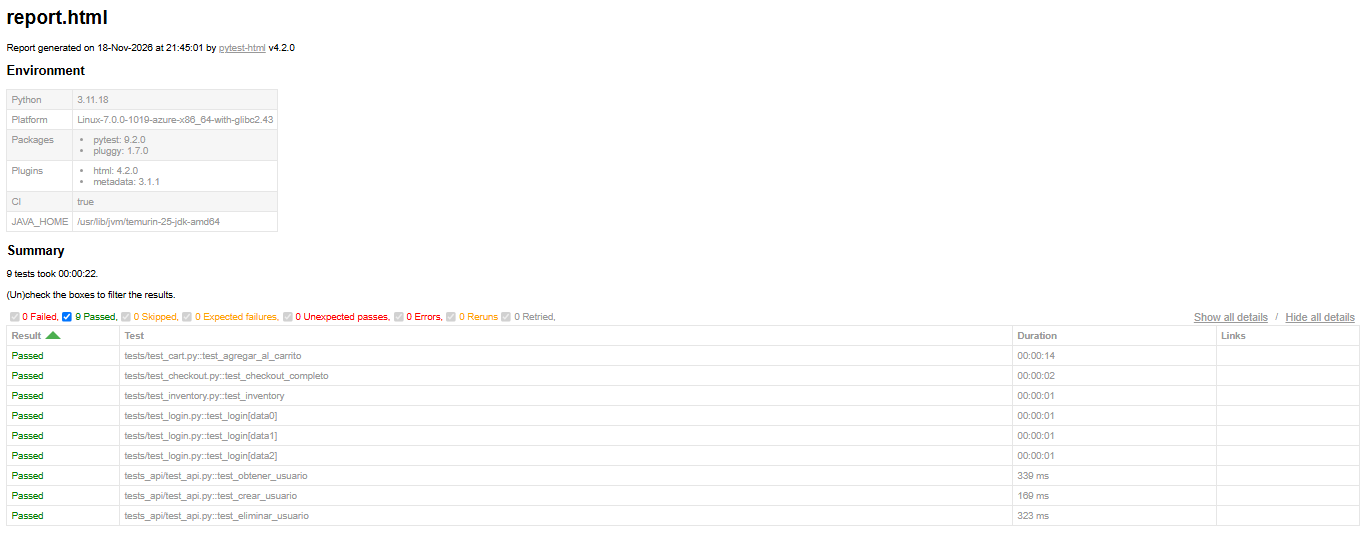 report.html
Report generated on 18-Nov-2026 at 21:45:01 by pytest-html v4.2.0
Environment
Python 3.11.18
Platform Linux-7.0.0-1019-azure-x86_64-with-glibc2.43
Packages
• pytest: 9.2.0
• pluggy: 1.7.0
Plugins
• html: 4.2.0
• metadata: 3.1.1
CI true
JAVA_HOME /usr/lib/jvm/temurin-25-jdk-amd64
Summary
9 tests took 00:00:22.
(Un)check the boxes to filter the results.
0 Failed, 9 Passed, 0 Skipped, 0 Expected failures, 0 Unexpected passes, 0 Errors, 0 Reruns 0 Retried, Show all details / Hide all details
Result Test Duration Links
Passed tests/test_cart.py::test_agregar_al_carrito 00:00:14
Passed tests/test_checkout.py::test_checkout_completo 00:00:02
Passed tests/test_inventory.py::test_inventory 00:00:01
Passed tests/test_login.py::test_login[data0] 00:00:01
Passed tests/test_login.py::test_login[data1] 00:00:01
Passed tests/test_login.py::test_login[data2] 00:00:01
Passed tests_api/test_api.py::test_obtener_usuario 339 ms
Passed tests_api/test_api.py::test_crear_usuario 169 ms
Passed tests_api/test_api.py::test_eliminar_usuario 323 ms